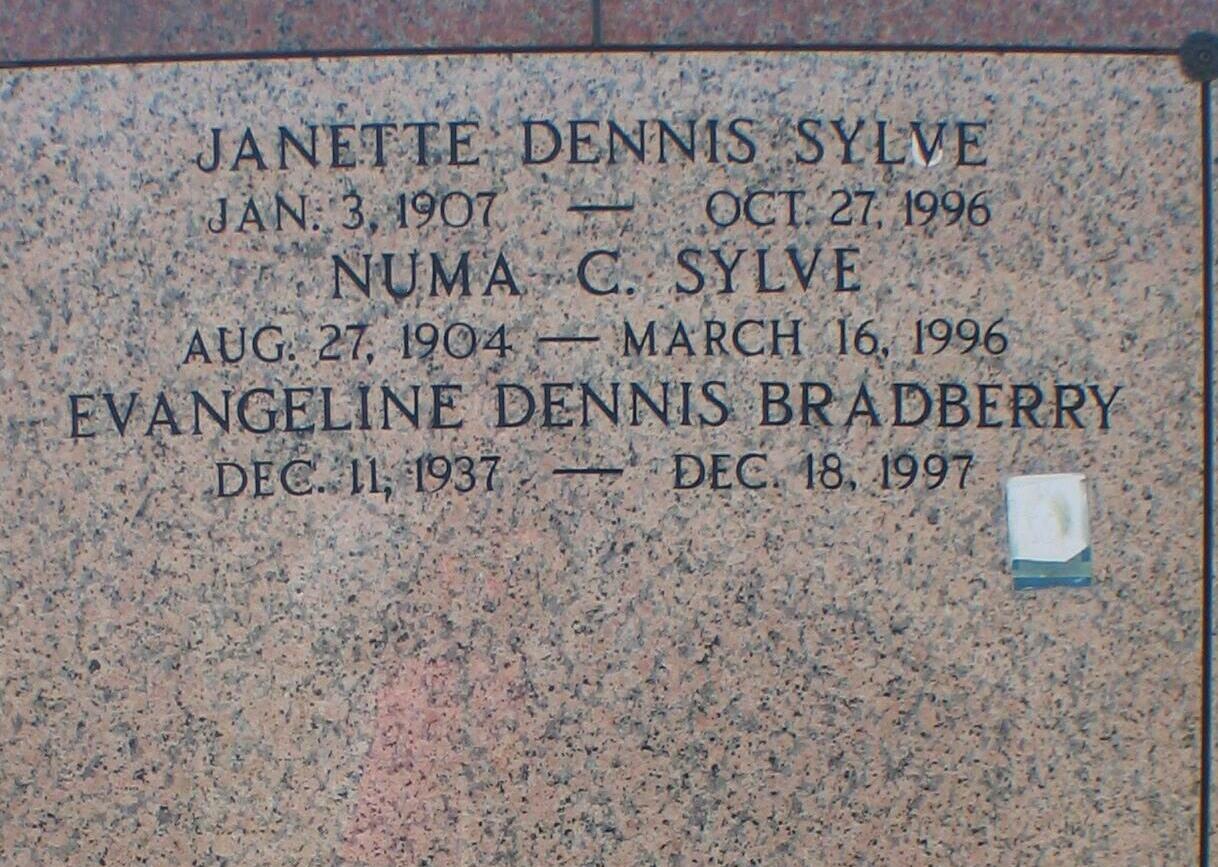 JANETTE DENNIS SYLVE
JAN. 3, 1907 — OCT. 27, 1996
NUMA C. SYLVE
AUG. 27, 1904 — MARCH 16, 1996
EVANGELINE DENNIS BRADBERRY
DEC. 11, 1937 — DEC. 18, 1997